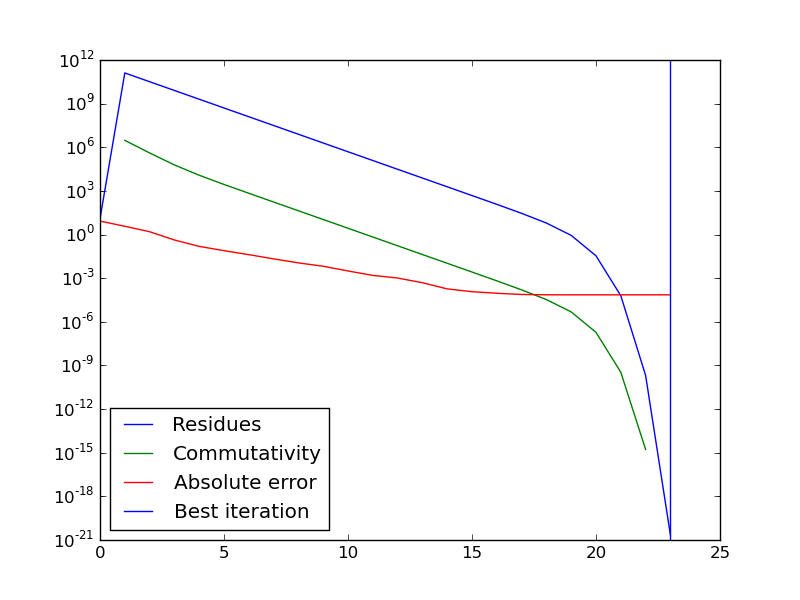 10^12
10^9
10^6
10^3
10^0
10^-3
10^-6
10^-9
10^-12
10^-15
10^-18
10^-21
Residues
Commutativity
Absolute error
Best iteration
0 5 10 15 20 25